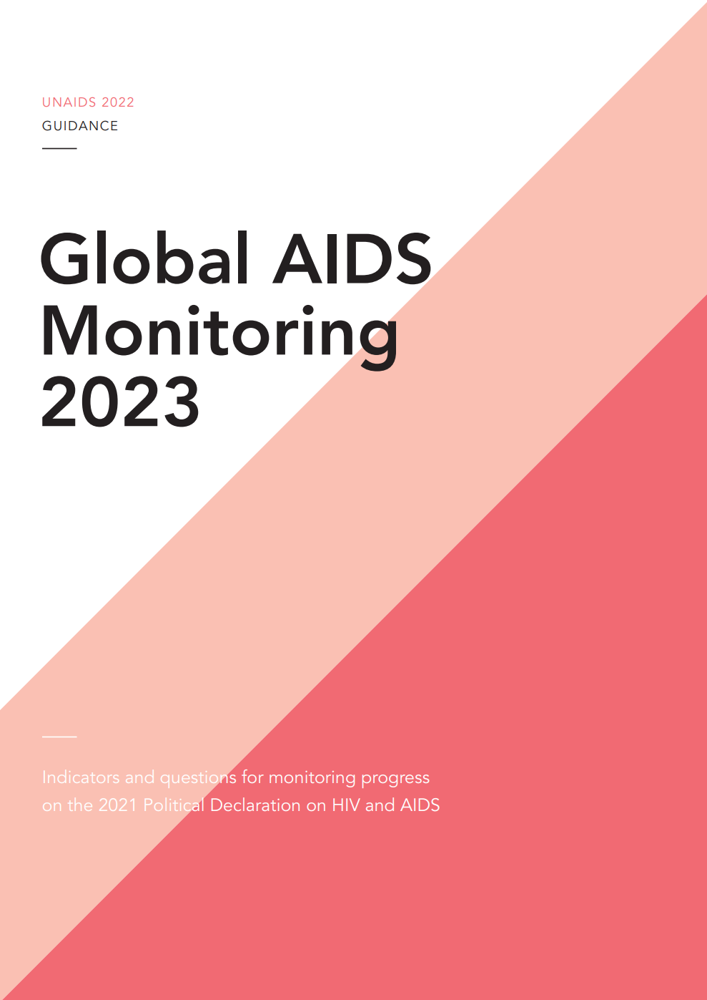 UNAIDS 2022
GUIDANCE
Global AIDS
Monitoring
2023
Indicators and questions for monitoring progress
on the 2021 Political Declaration on HIV and AIDS